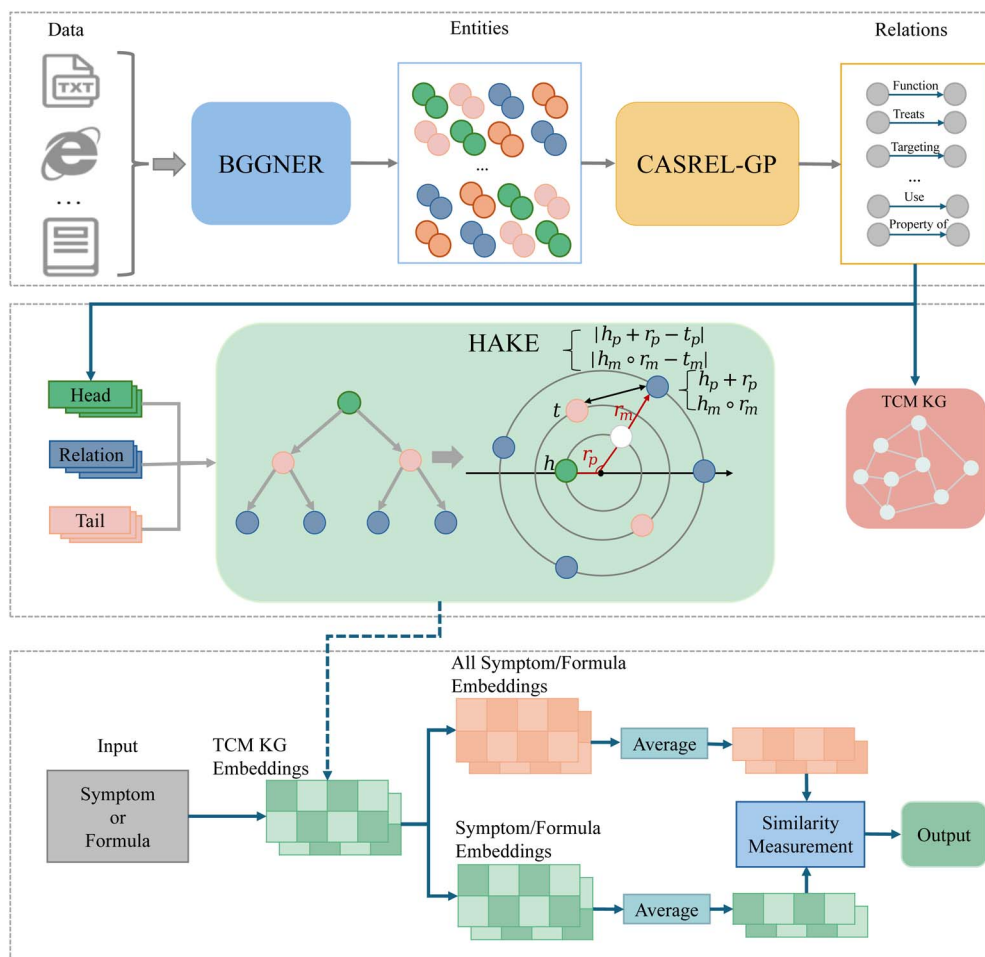 Data
Entities
Relations
TXT
...
BGGNER
...
CASREL-GP
Function
Treats
Targeting
...
Use
Property of
Head
Relation
Tail
HAKE
|h_p + r_p − t_p|
|h_m ∘ r_m − t_m|
h_p + r_p
h_m ∘ r_m
t
r_m
h
r_p
TCM KG
All Symptom/Formula
Embeddings
Input
TCM KG
Embeddings
Symptom
or
Formula
Average
Symptom/Formula
Embeddings
Similarity
Measurement
Output
Average